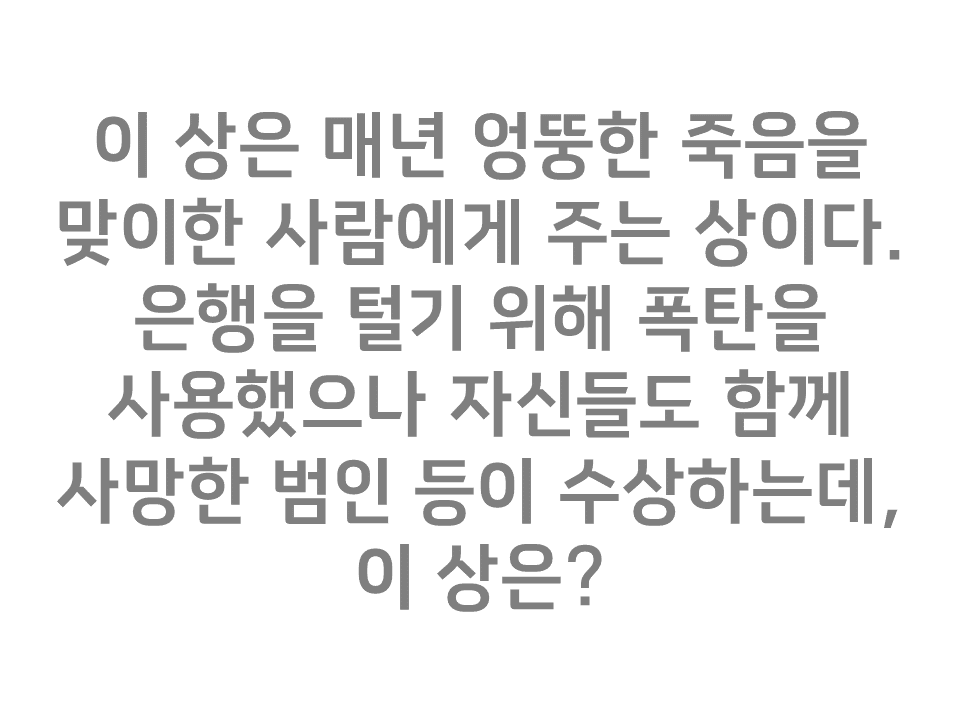 이 상은 매년 엉뚱한 죽음을
맞이한 사람에게 주는 상이다.
은행을 털기 위해 폭탄을
사용했으나 자신들도 함께
사망한 범인 등이 수상하는데,
이 상은?